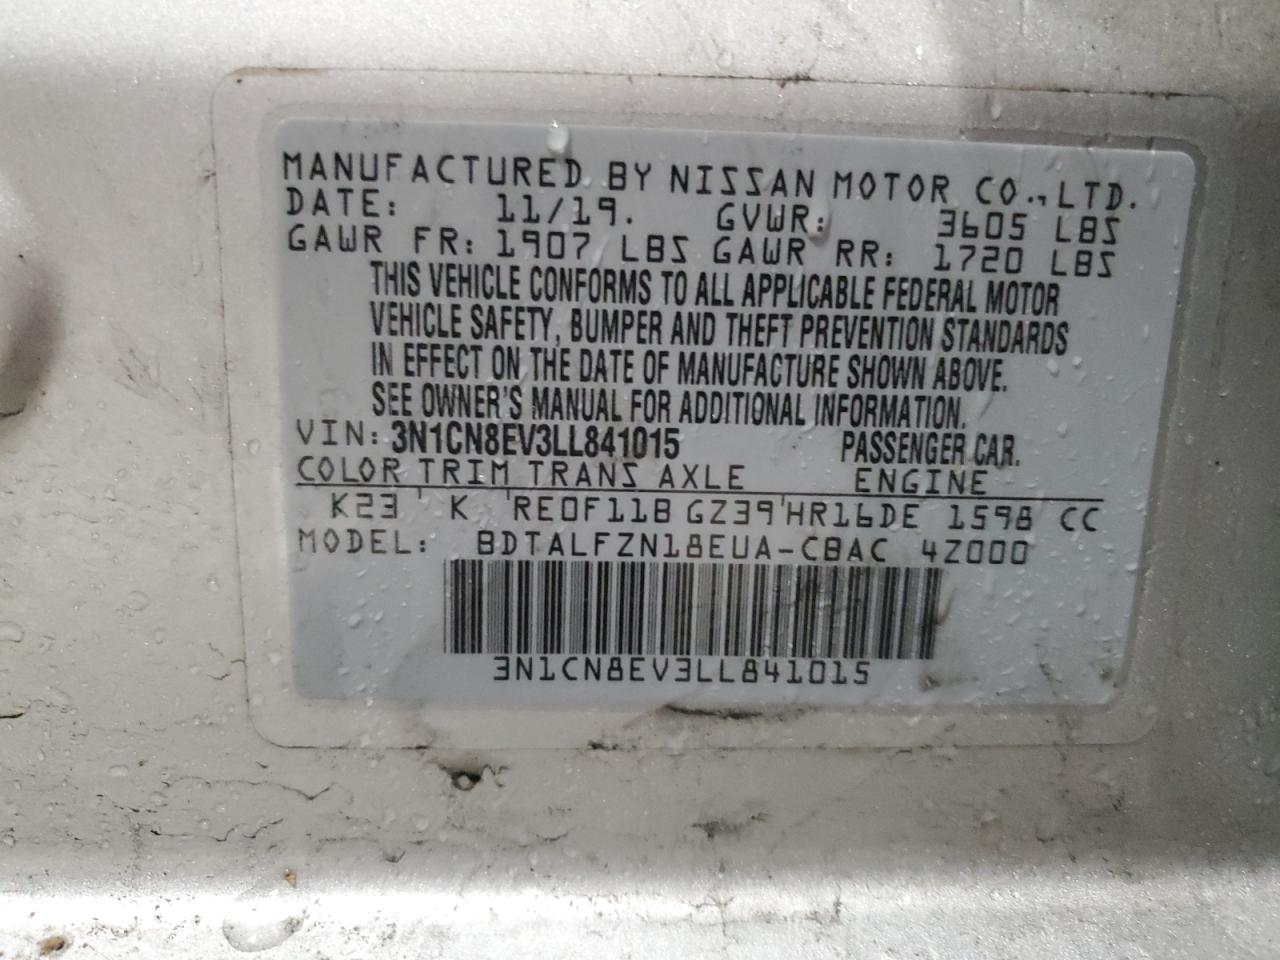 MANUFACTURED BY NISSAN MOTOR CO.,LTD.
DATE: 11/19. GVWR: 3605 LBS
GAWR FR: 1907 LBS GAWR RR: 1720 LBS
THIS VEHICLE CONFORMS TO ALL APPLICABLE FEDERAL MOTOR
VEHICLE SAFETY, BUMPER AND THEFT PREVENTION STANDARDS
IN EFFECT ON THE DATE OF MANUFACTURE SHOWN ABOVE.
SEE OWNER'S MANUAL FOR ADDITIONAL INFORMATION.
VIN: 3N1CN8EV3LL841015 PASSENGER CAR.
COLOR TRIM TRANS AXLE ENGINE
K23 ' K ' RE0F11B GZ39 ' HR16DE 1598 CC
MODEL: BDTALFZN18EUA-CBAC 4Z000
3N1CN8EV3LL841015